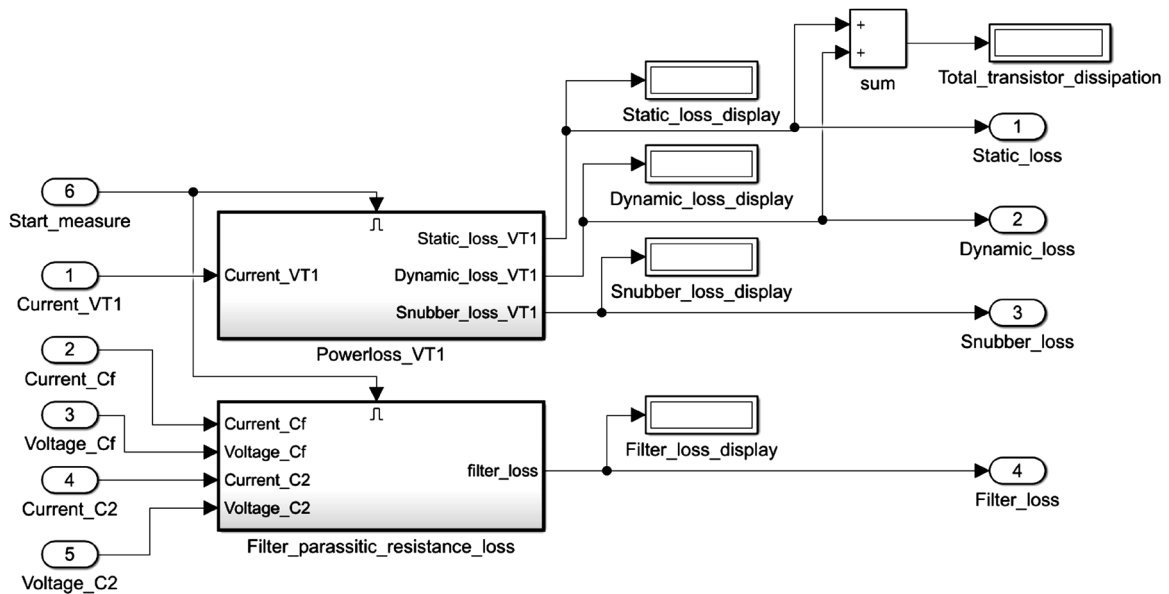 +
+
sum
Total_transistor_dissipation
Static_loss_display
1
Static_loss
Dynamic_loss_display
6
Start_measure
2
Dynamic_loss
Static_loss_VT1
1
Current_VT1
Current_VT1
Dynamic_loss_VT1
Snubber_loss_display
Snubber_loss_VT1
3
Snubber_loss
Powerloss_VT1
2
Current_Cf
3
Voltage_Cf
4
Current_C2
5
Voltage_C2
Current_Cf
Voltage_Cf
Current_C2
Voltage_C2
filter_loss
Filter_parassitic_resistance_loss
Filter_loss_display
4
Filter_loss